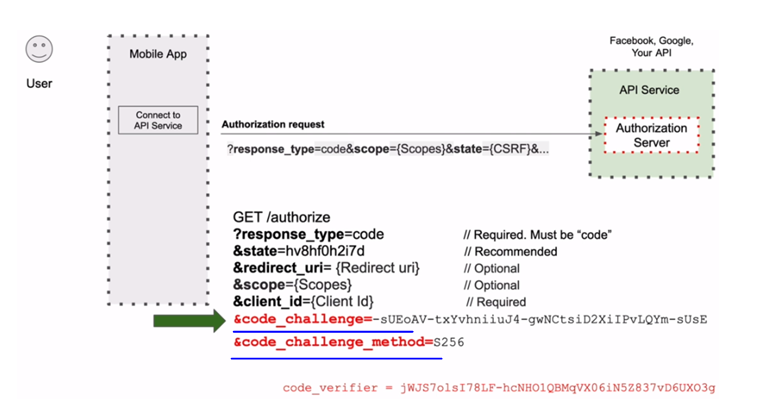 User
Mobile App
Connect to
API Service
Authorization request
?response_type=code&scope={Scopes}&state={CSRF}&...
Facebook, Google,
Your API
API Service
Authorization
Server
GET /authorize
?response_type=code // Required. Must be “code”
&state=hv8hf0h2i7d // Recommended
&redirect_uri= {Redirect uri} // Optional
&scope={Scopes} // Optional
&client_id={Client Id} // Required
&code_challenge=-sUEoAV-txYvhniiuJ4-gwNCtsiD2XiIPvLQYm-sUsE
&code_challenge_method=S256
code_verifier = jWJS7olsI78LF-hcNHO1QBMqVX06iN5Z837vD6UXO3g